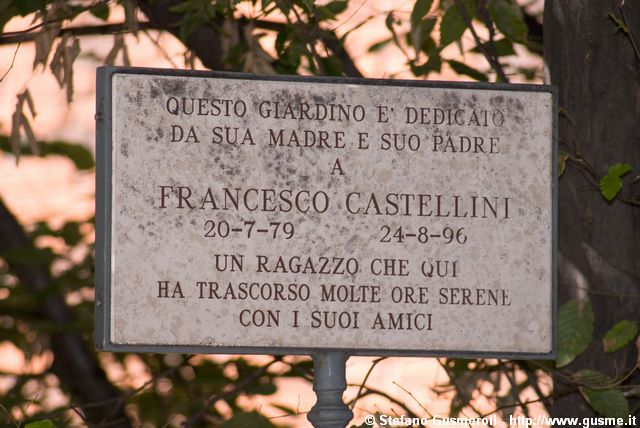 QUESTO GIARDINO E' DEDICATO
DA SUA MADRE E SUO PADRE
A
FRANCESCO CASTELLINI
20-7-79 24-8-96
UN RAGAZZO CHE QUI
HA TRASCORSO MOLTE ORE SERENE
CON I SUOI AMICI
© Stefano Gusmeroli - http://www.gusme.it